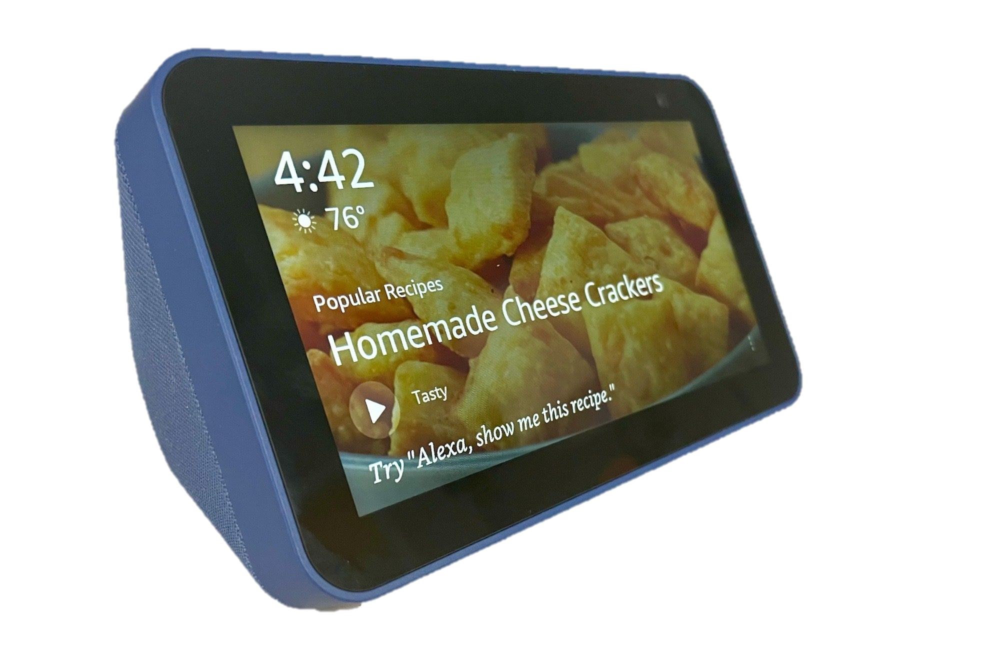 4:42
76°
Popular Recipes
Homemade Cheese Crackers
Tasty
Try "Alexa, show me this recipe."